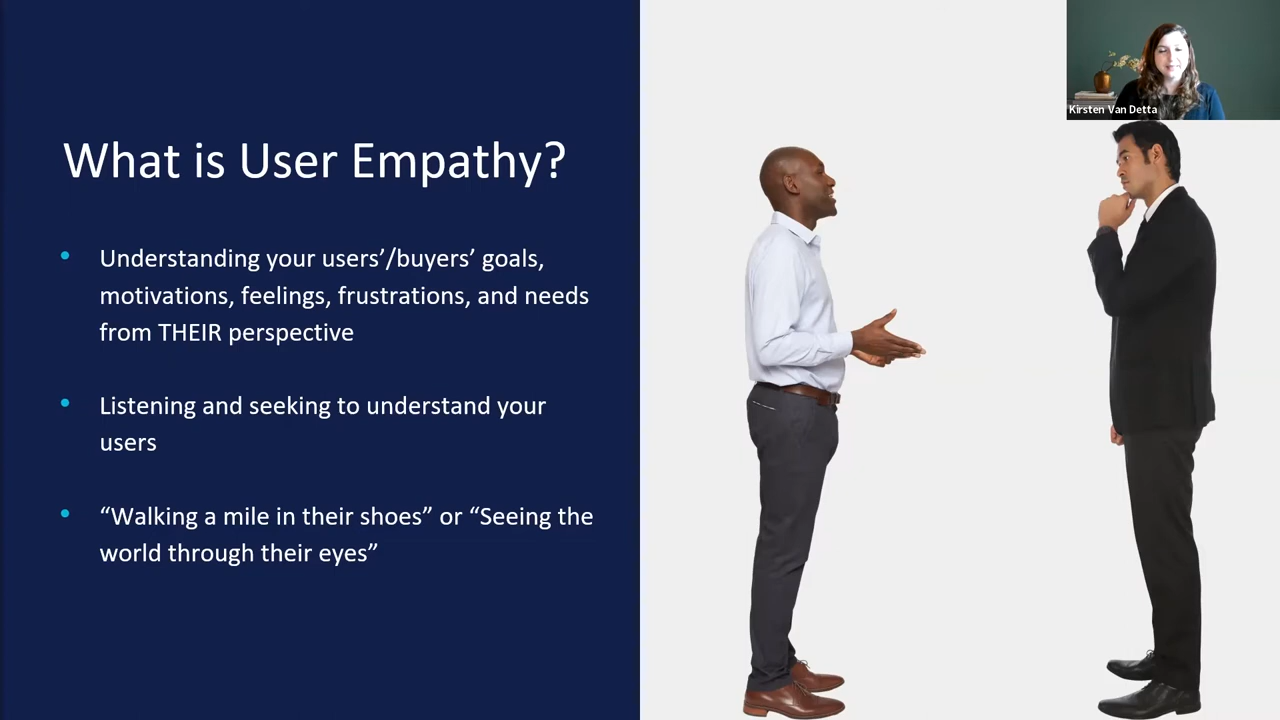 What is User Empathy?
Understanding your users’/buyers’ goals,
motivations, feelings, frustrations, and needs
from THEIR perspective
Listening and seeking to understand your
users
“Walking a mile in their shoes” or “Seeing the
world through their eyes”
Kirsten Van Detta